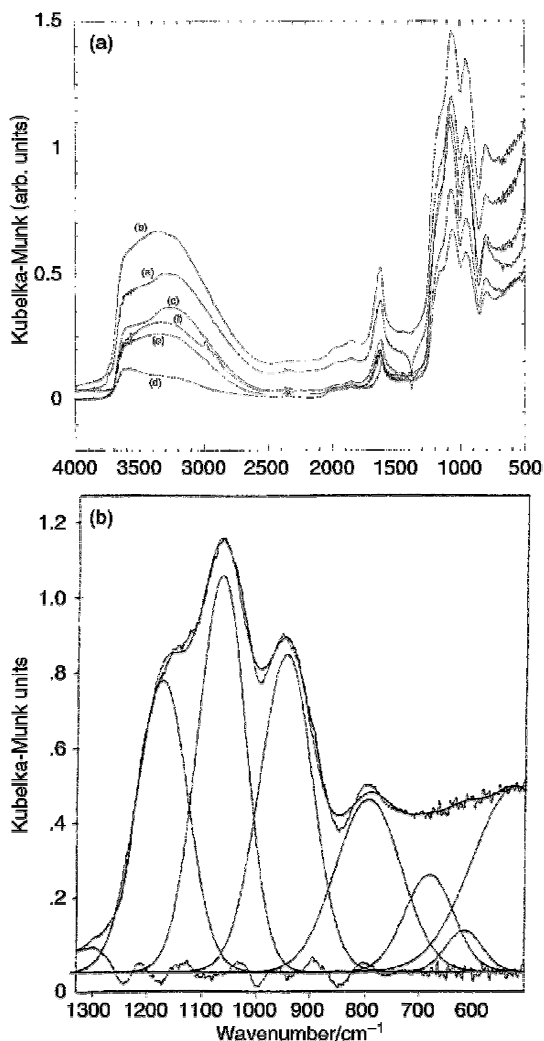 (a)
1.5
1
0.5
0
Kubelka-Munk (arb. units)
(b)
(a)
(c)
(f)
(e)
(d)
4000 3500 3000 2500 2000 1500 1000 500
(b)
1.2
1.0
.8
.6
.4
.2
0
Kubelka-Munk units
1300 1200 1100 1000 900 800 700 600
Wavenumber/cm⁻¹